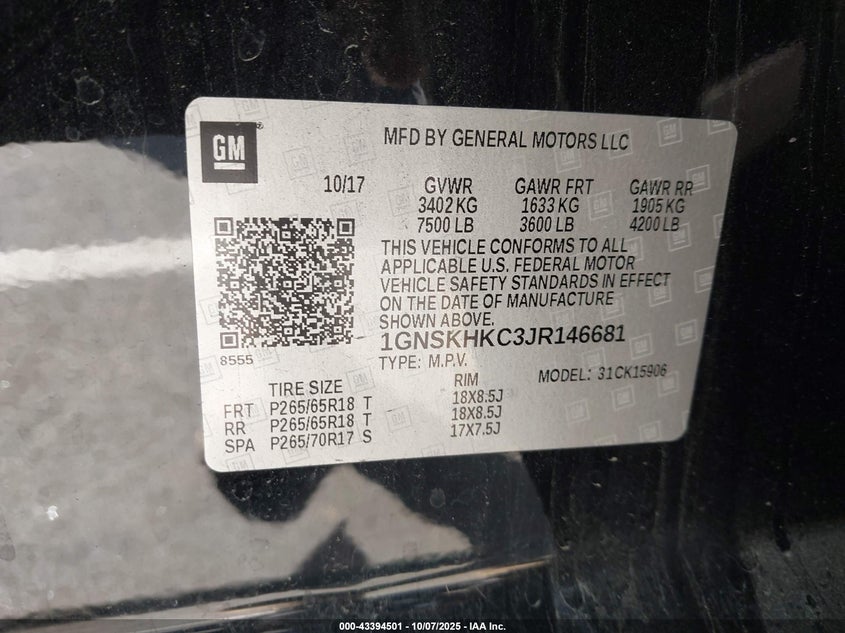 GM
MFD BY GENERAL MOTORS LLC
10/17 GVWR GAWR FRT GAWR RR
3402 KG 1633 KG 1905 KG
7500 LB 3600 LB 4200 LB
THIS VEHICLE CONFORMS TO ALL
APPLICABLE U.S. FEDERAL MOTOR
VEHICLE SAFETY STANDARDS IN EFFECT
ON THE DATE OF MANUFACTURE
SHOWN ABOVE.
1GNSKHKC3JR146681
8555
TYPE: M.P.V.
MODEL: 31CK15906
TIRE SIZE RIM
FRT P265/65R18 T 18X8.5J
RR P265/65R18 T 18X8.5J
SPA P265/70R17 S 17X7.5J
000-43394501 - 10/07/2025 - IAA Inc.